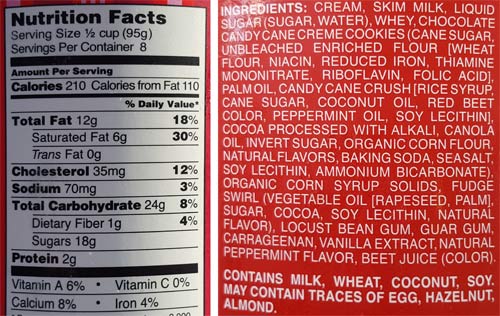 Nutrition Facts
Serving Size ½ cup (95g)
Servings Per Container 8
Amount Per Serving
Calories 210 Calories from Fat 110
% Daily Value*
Total Fat 12g 18%
Saturated Fat 6g 30%
Trans Fat 0g
Cholesterol 35mg 12%
Sodium 70mg 3%
Total Carbohydrate 24g 8%
Dietary Fiber 1g 4%
Sugars 18g
Protein 2g
Vitamin A 6% • Vitamin C 0%
Calcium 8% • Iron 4%
INGREDIENTS: CREAM, SKIM MILK, LIQUID
SUGAR (SUGAR, WATER), WHEY, CHOCOLATE
CANDY CANE CREME COOKIES (CANE SUGAR,
UNBLEACHED ENRICHED FLOUR [WHEAT
FLOUR, NIACIN, REDUCED IRON, THIAMINE
MONONITRATE, RIBOFLAVIN, FOLIC ACID],
PALM OIL, CANDY CANE CRUSH [RICE SYRUP,
CANE SUGAR, COCONUT OIL, RED BEET
COLOR, PEPPERMINT OIL, SOY LECITHIN],
COCOA PROCESSED WITH ALKALI, CANOLA
OIL, INVERT SUGAR, ORGANIC CORN FLOUR,
NATURAL FLAVORS, BAKING SODA, SEA SALT,
SOY LECITHIN, AMMONIUM BICARBONATE),
ORGANIC CORN SYRUP SOLIDS, FUDGE
SWIRL (VEGETABLE OIL [RAPESEED, PALM],
SUGAR, COCOA, SOY LECITHIN, NATURAL
FLAVOR), LOCUST BEAN GUM, GUAR GUM,
CARRAGEENAN, VANILLA EXTRACT, NATURAL
PEPPERMINT FLAVOR, BEET JUICE (COLOR).
CONTAINS MILK, WHEAT, COCONUT, SOY.
MAY CONTAIN TRACES OF EGG, HAZELNUT,
ALMOND.